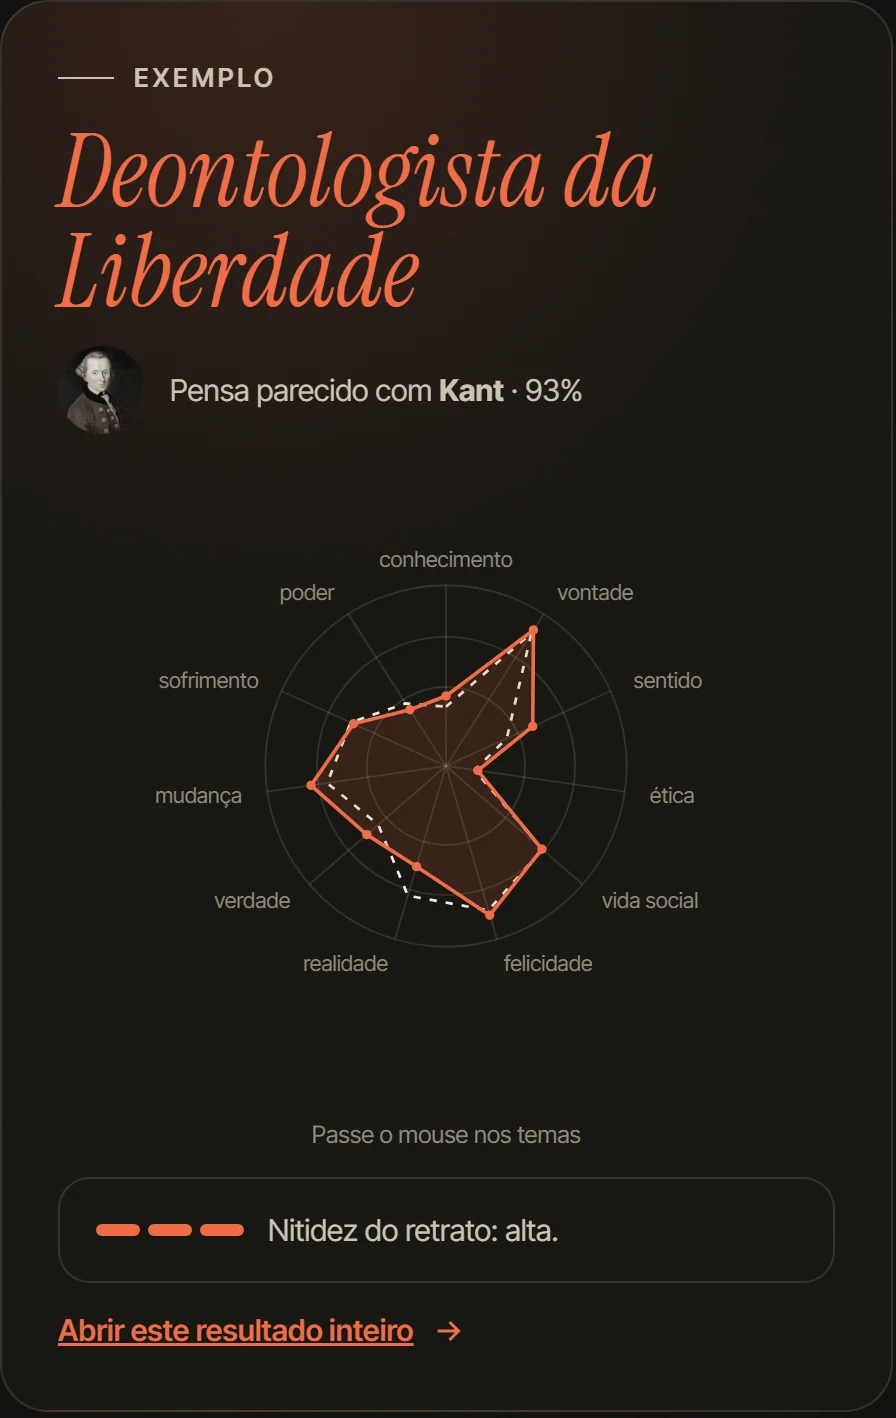 EXEMPLO
Deontologista da
Liberdade
Pensa parecido com Kant · 93%
conhecimento
poder
vontade
sofrimento
sentido
mudança
ética
verdade
vida social
realidade
felicidade
Passe o mouse nos temas
Nitidez do retrato: alta.
Abrir este resultado inteiro →